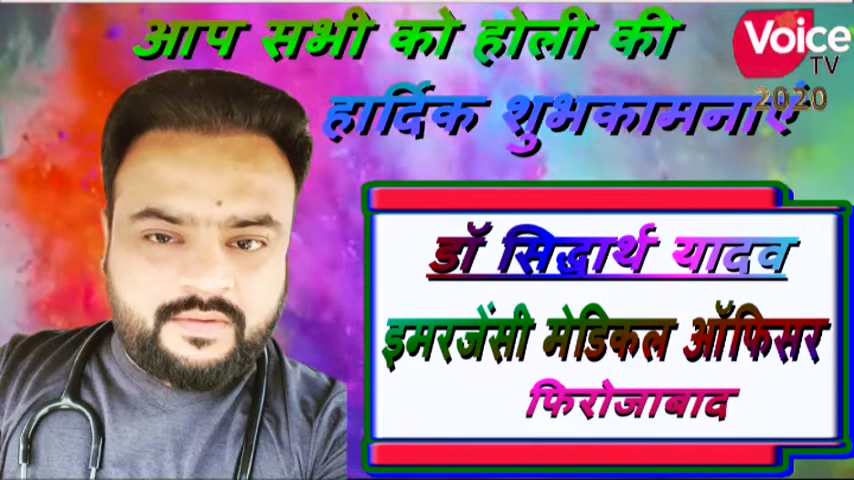 आप सभी को होली की
Voice
TV
2020
हार्दिक शुभकामनाएं
डॉ सिद्धार्थ यादव
इमरजेंसी मेडिकल ऑफिसर
फिरोजाबाद